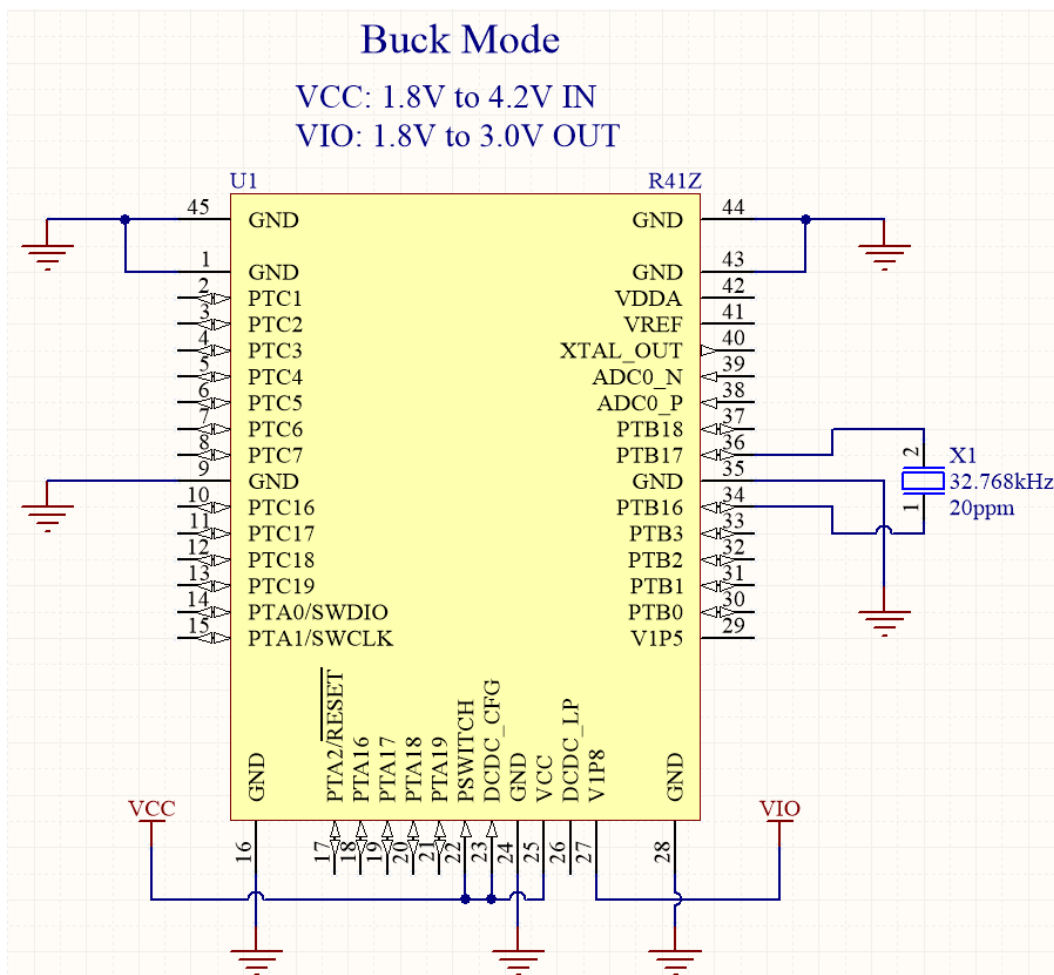 Buck Mode
VCC: 1.8V to 4.2V IN
VIO: 1.8V to 3.0V OUT
U1 R41Z
45 GND GND 44
1 GND GND 43
2 PTC1 VDDA 42
3 PTC2 VREF 41
4 PTC3 XTAL_OUT 40
5 PTC4 ADC0_N 39
6 PTC5 ADC0_P 38
7 PTC6 PTB18 37
8 PTC7 PTB17 36
9 GND GND 35
10 PTC16 PTB16 34
11 PTC17 PTB3 33
12 PTC18 PTB2 32
13 PTC19 PTB1 31
14 PTA0/SWDIO PTB0 30
15 PTA1/SWCLK V1P5 29
2 X1
32.768kHz
1 20ppm
GND
PTA2/RESET
PTA16
PTA17
PTA18
PTA19
PSWITCH
DCDC_CFG
GND
VCC
DCDC_LP
V1P8
GND
VCC VIO
16 17 18 19 20 21 22 23 24 25 26 27 28